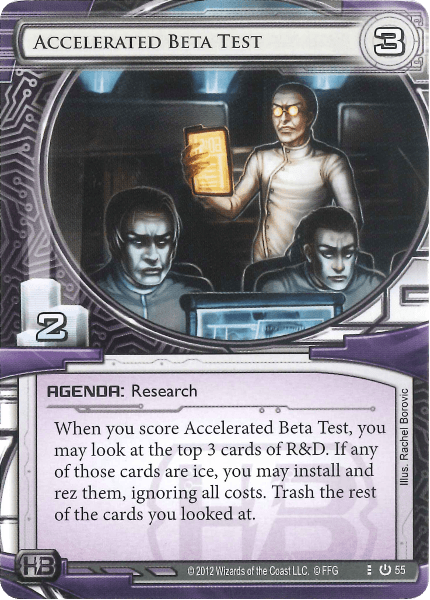 Accelerated Beta Test
3
2
AGENDA: Research
When you score Accelerated Beta Test, you
may look at the top 3 cards of R&D. If any
of those cards are ice, you may install and
rez them, ignoring all costs. Trash the rest
of the cards you looked at.
Illus. Rachel Borovic
HB
HB
© 2012 Wizards of the Coast LLC. © FFG
55